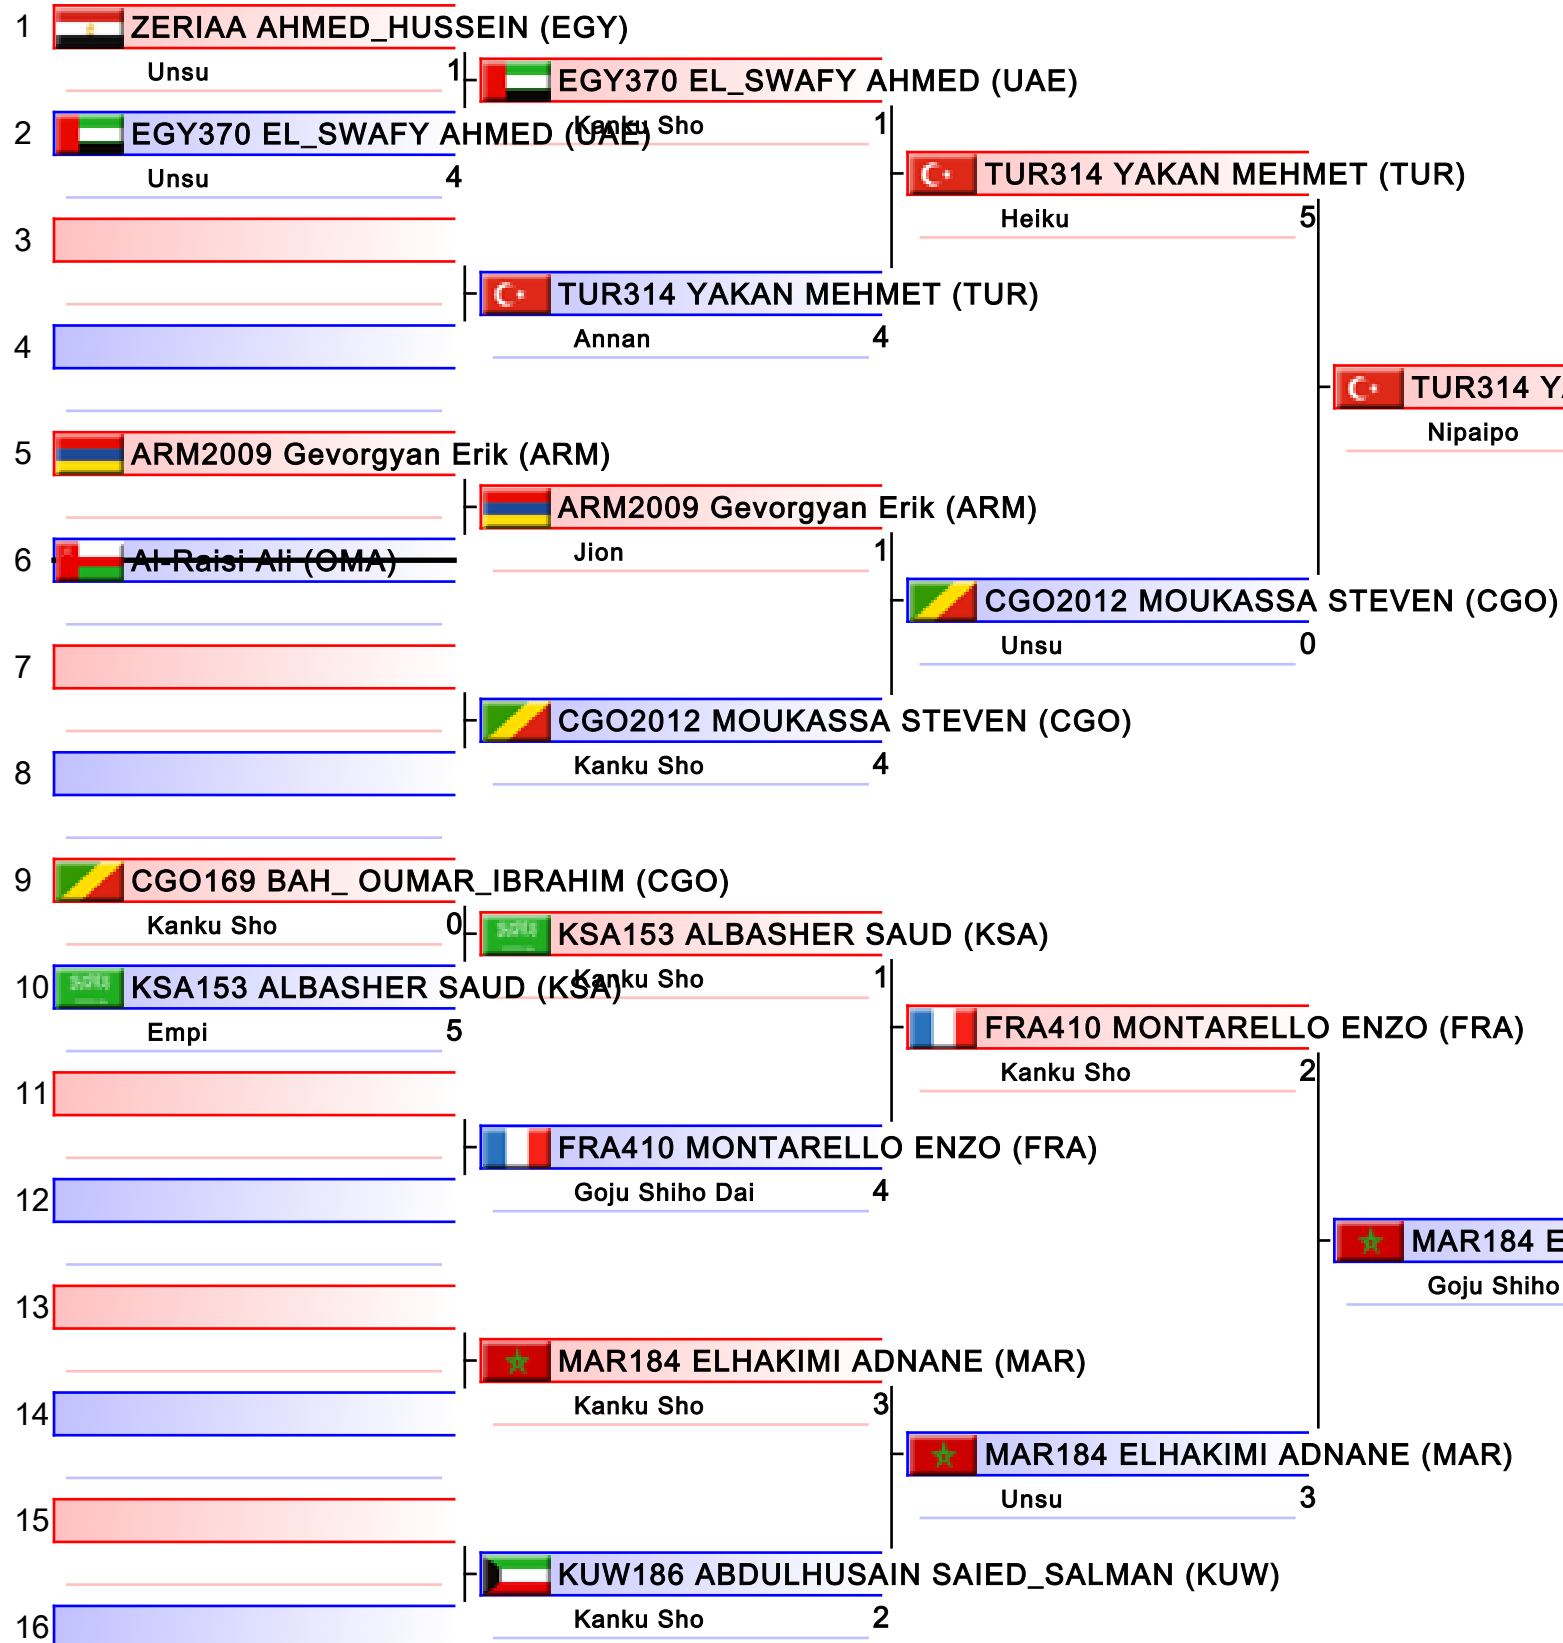 1 ZERIAA AHMED_HUSSEIN (EGY)
Unsu 1
2 EGY370 EL_SWAFY AHMED (UAE)
Unsu 4
3
4
5 ARM2009 Gevorgyan Erik (ARM)
6 Al-Raisi Ali (OMA)
7
8
9 CGO169 BAH_ OUMAR_IBRAHIM (CGO)
Kanku Sho 0
10 KSA153 ALBASHER SAUD (KSA)
Empi 5
11
12
13
14
15
16
EGY370 EL_SWAFY AHMED (UAE)
Kanku Sho 1
TUR314 YAKAN MEHMET (TUR)
Annan 4
ARM2009 Gevorgyan Erik (ARM)
Jion 1
CGO2012 MOUKASSA STEVEN (CGO)
Kanku Sho 4
KSA153 ALBASHER SAUD (KSA)
Kanku Sho 1
FRA410 MONTARELLO ENZO (FRA)
Goju Shiho Dai 4
MAR184 ELHAKIMI ADNANE (MAR)
Kanku Sho 3
KUW186 ABDULHUSAIN SAIED_SALMAN (KUW)
Kanku Sho 2
TUR314 YAKAN MEHMET (TUR)
Heiku 5
CGO2012 MOUKASSA STEVEN (CGO)
Unsu 0
FRA410 MONTARELLO ENZO (FRA)
Kanku Sho 2
MAR184 ELHAKIMI ADNANE (MAR)
Unsu 3
TUR314
Nipaipo
MAR184 E
Goju Shiho